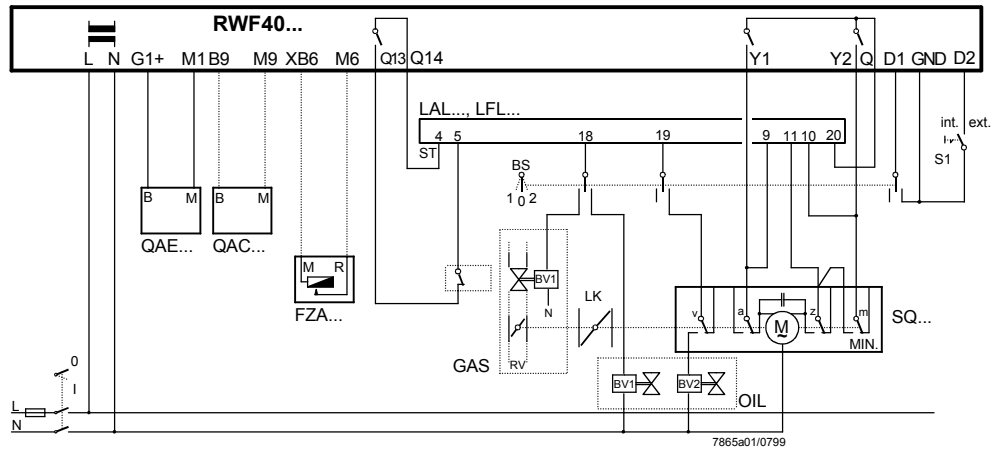 RWF40...
L N G1+ M1 B9 M9 XB6 M6 Q13 Q14 Y1 Y2 Q D1 GND D2
LAL..., LFL...
4 5 18 19 9 11 10 20
ST
int. ext.
S1
BS
1 0 2
B M
QAE...
B M
QAC...
M R
FZA...
BV1
N
LK
RV
GAS
v a M ~ z m
MIN.
SQ...
BV1
BV2
OIL
0
I
L
N
7865a01/0799